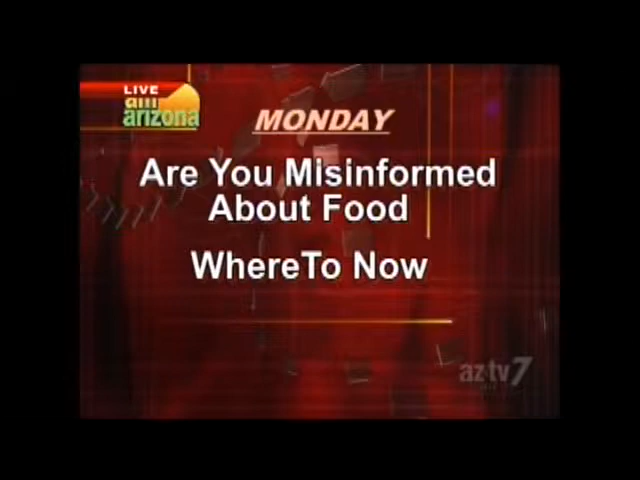 LIVE
am
arizona
MONDAY
Are You Misinformed
About Food
WhereTo Now
aztv7